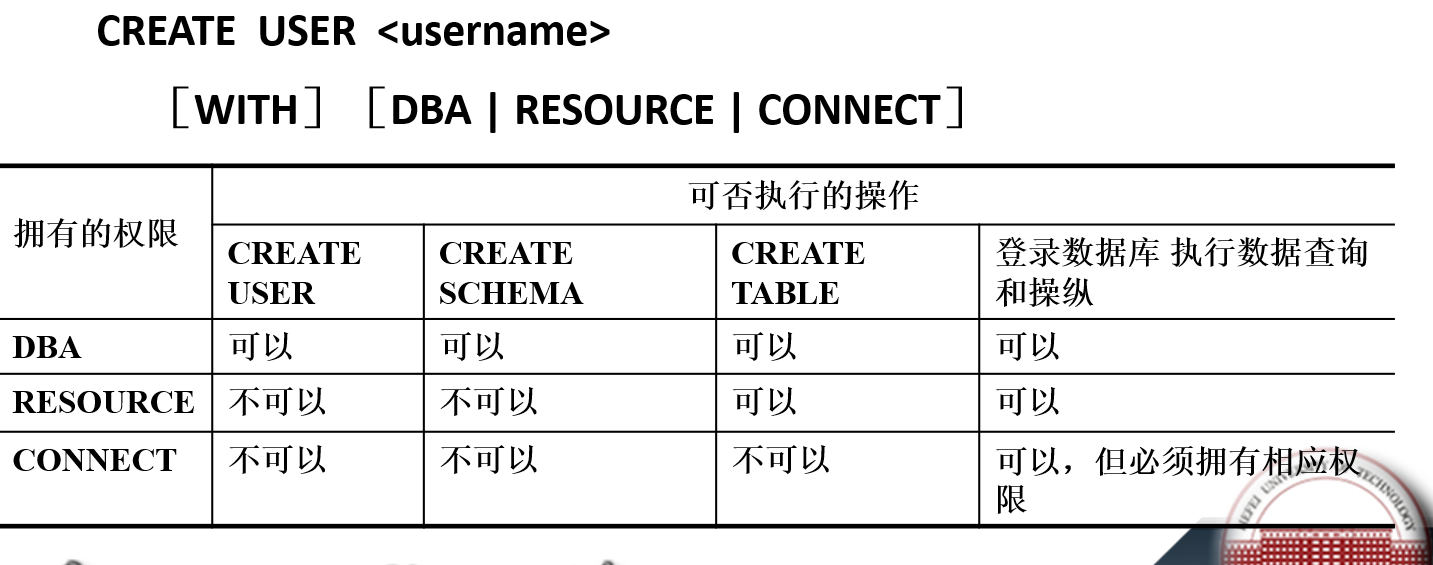 CREATE USER <username>
［WITH］［DBA | RESOURCE | CONNECT］
拥有的权限
可否执行的操作
CREATE USER
CREATE SCHEMA
CREATE TABLE
登录数据库 执行数据查询
和操纵
DBA 可以 可以 可以 可以
RESOURCE 不可以 不可以 可以 可以
CONNECT 不可以 不可以 不可以 可以，但必须拥有相应权
限
HEFEI UNIVERSITY OF TECHNOLOGY